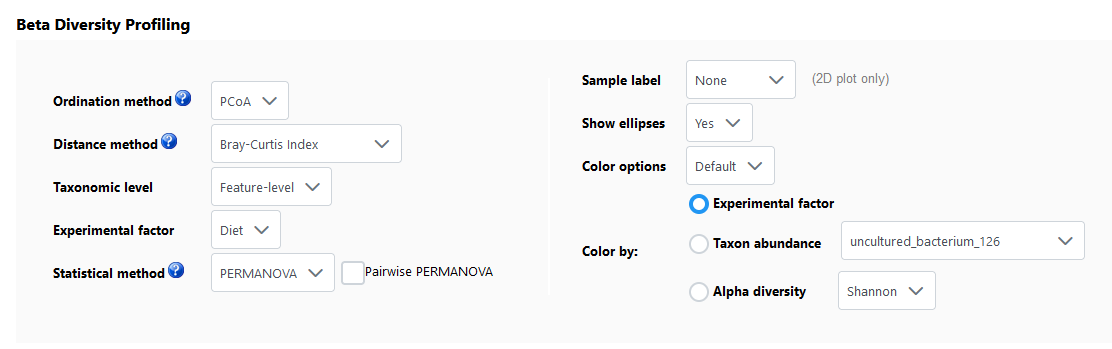 Beta Diversity Profiling
Ordination method ? PCoA
Distance method ? Bray-Curtis Index
Taxonomic level Feature-level
Experimental factor Diet
Statistical method ? PERMANOVA Pairwise PERMANOVA
Sample label None (2D plot only)
Show ellipses Yes
Color options Default
Color by:
Experimental factor
Taxon abundance uncultured_bacterium_126
Alpha diversity Shannon